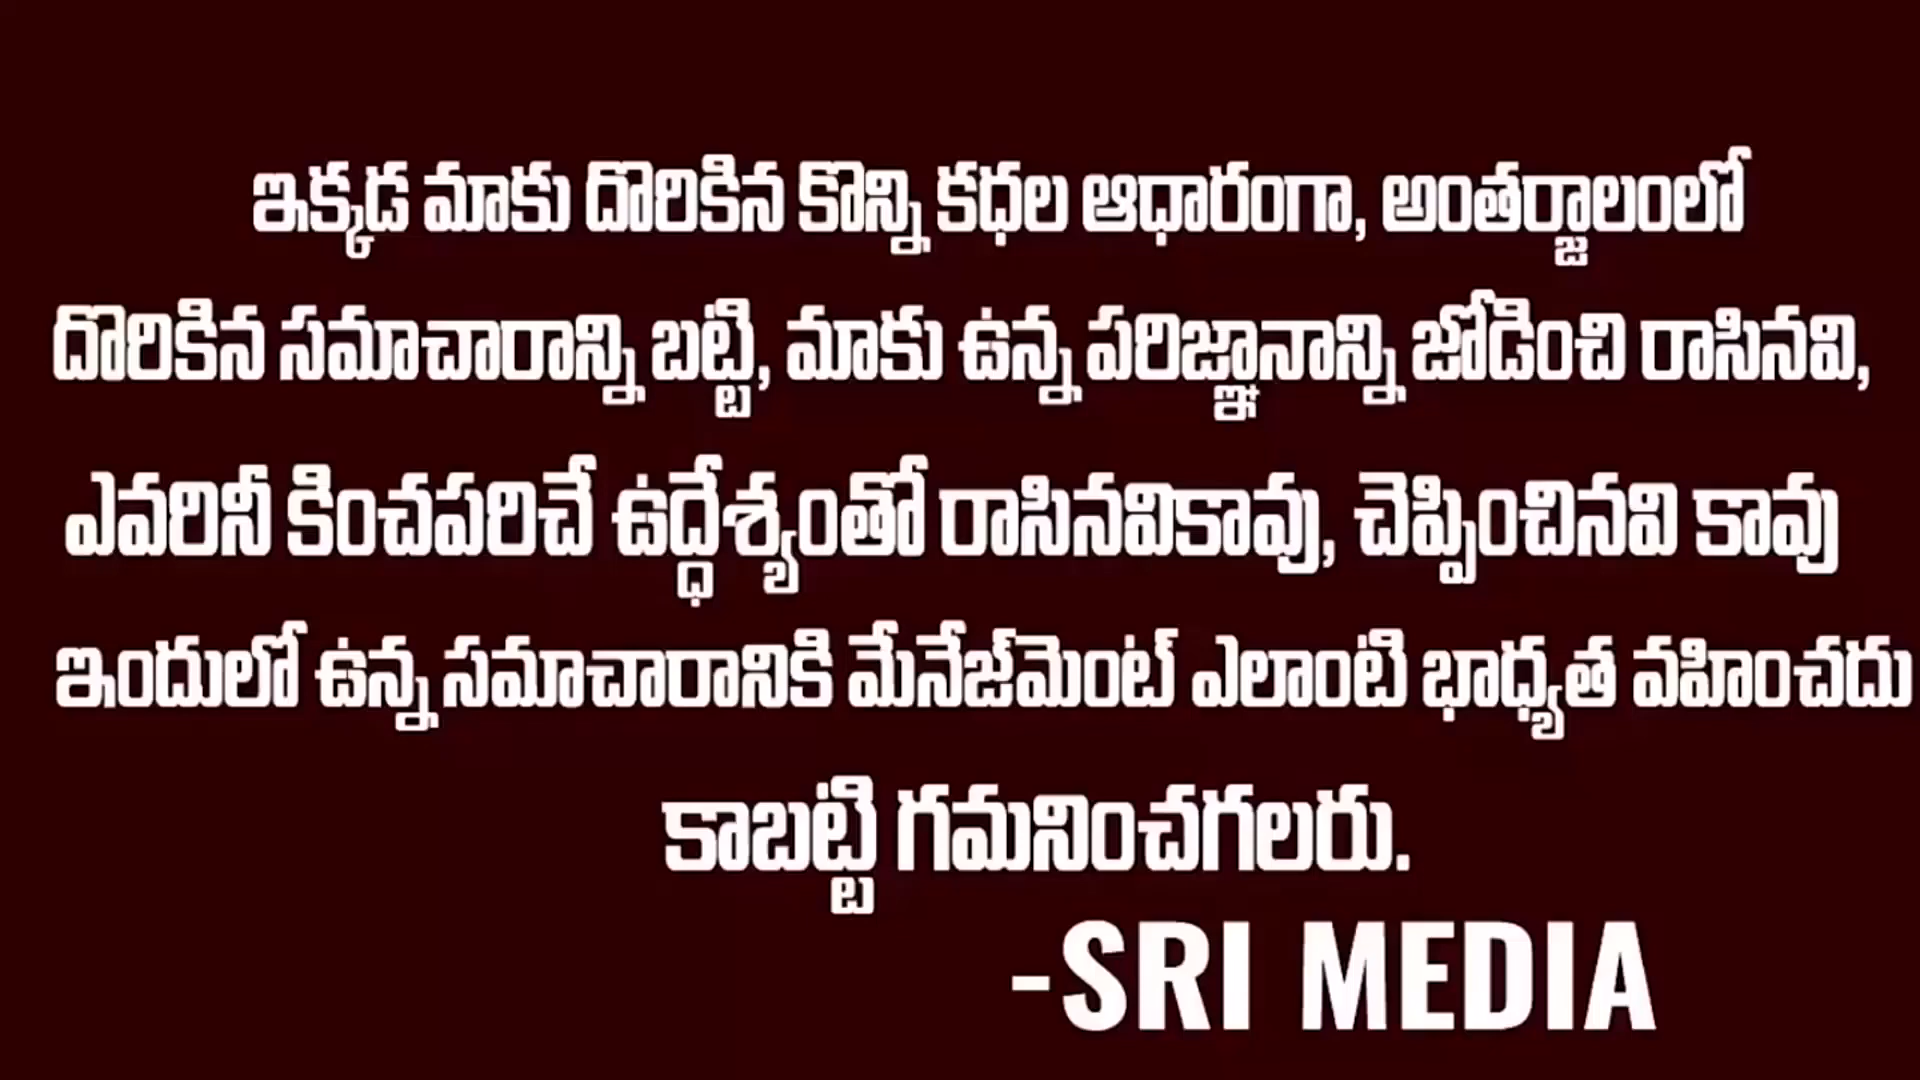 ఇక్కడ మాకు దొరికిన కొన్ని కధల ఆధారంగా, అంతర్జాలంలో
దొరికిన సమాచారాన్ని బట్టి, మాకు ఉన్న పరిజ్ఞానాన్ని జోడించి రాసినవి,
ఎవరినీ కించపరిచే ఉద్ధేశ్యంతో రాసినవికావు, చెప్పించినవి కావు
ఇందులో ఉన్న సమాచారానికి మేనేజ్‌మెంట్ ఎలాంటి భాధ్యత వహించదు
కాబట్టి గమనించగలరు.
-SRI MEDIA